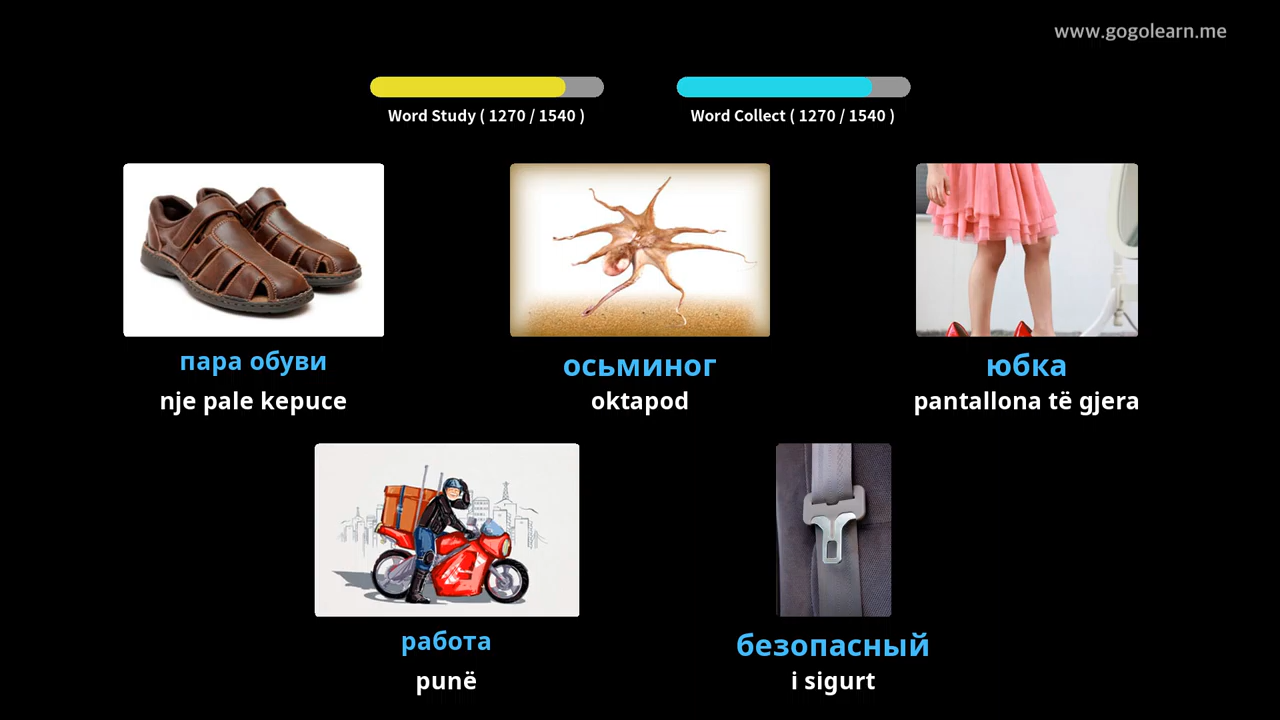 www.gogolearn.me
Word Study ( 1270 / 1540 )
Word Collect ( 1270 / 1540 )
пара обуви
nje pale kepuce
осьминог
oktapod
юбка
pantallona të gjera
работа
punë
безопасный
i sigurt